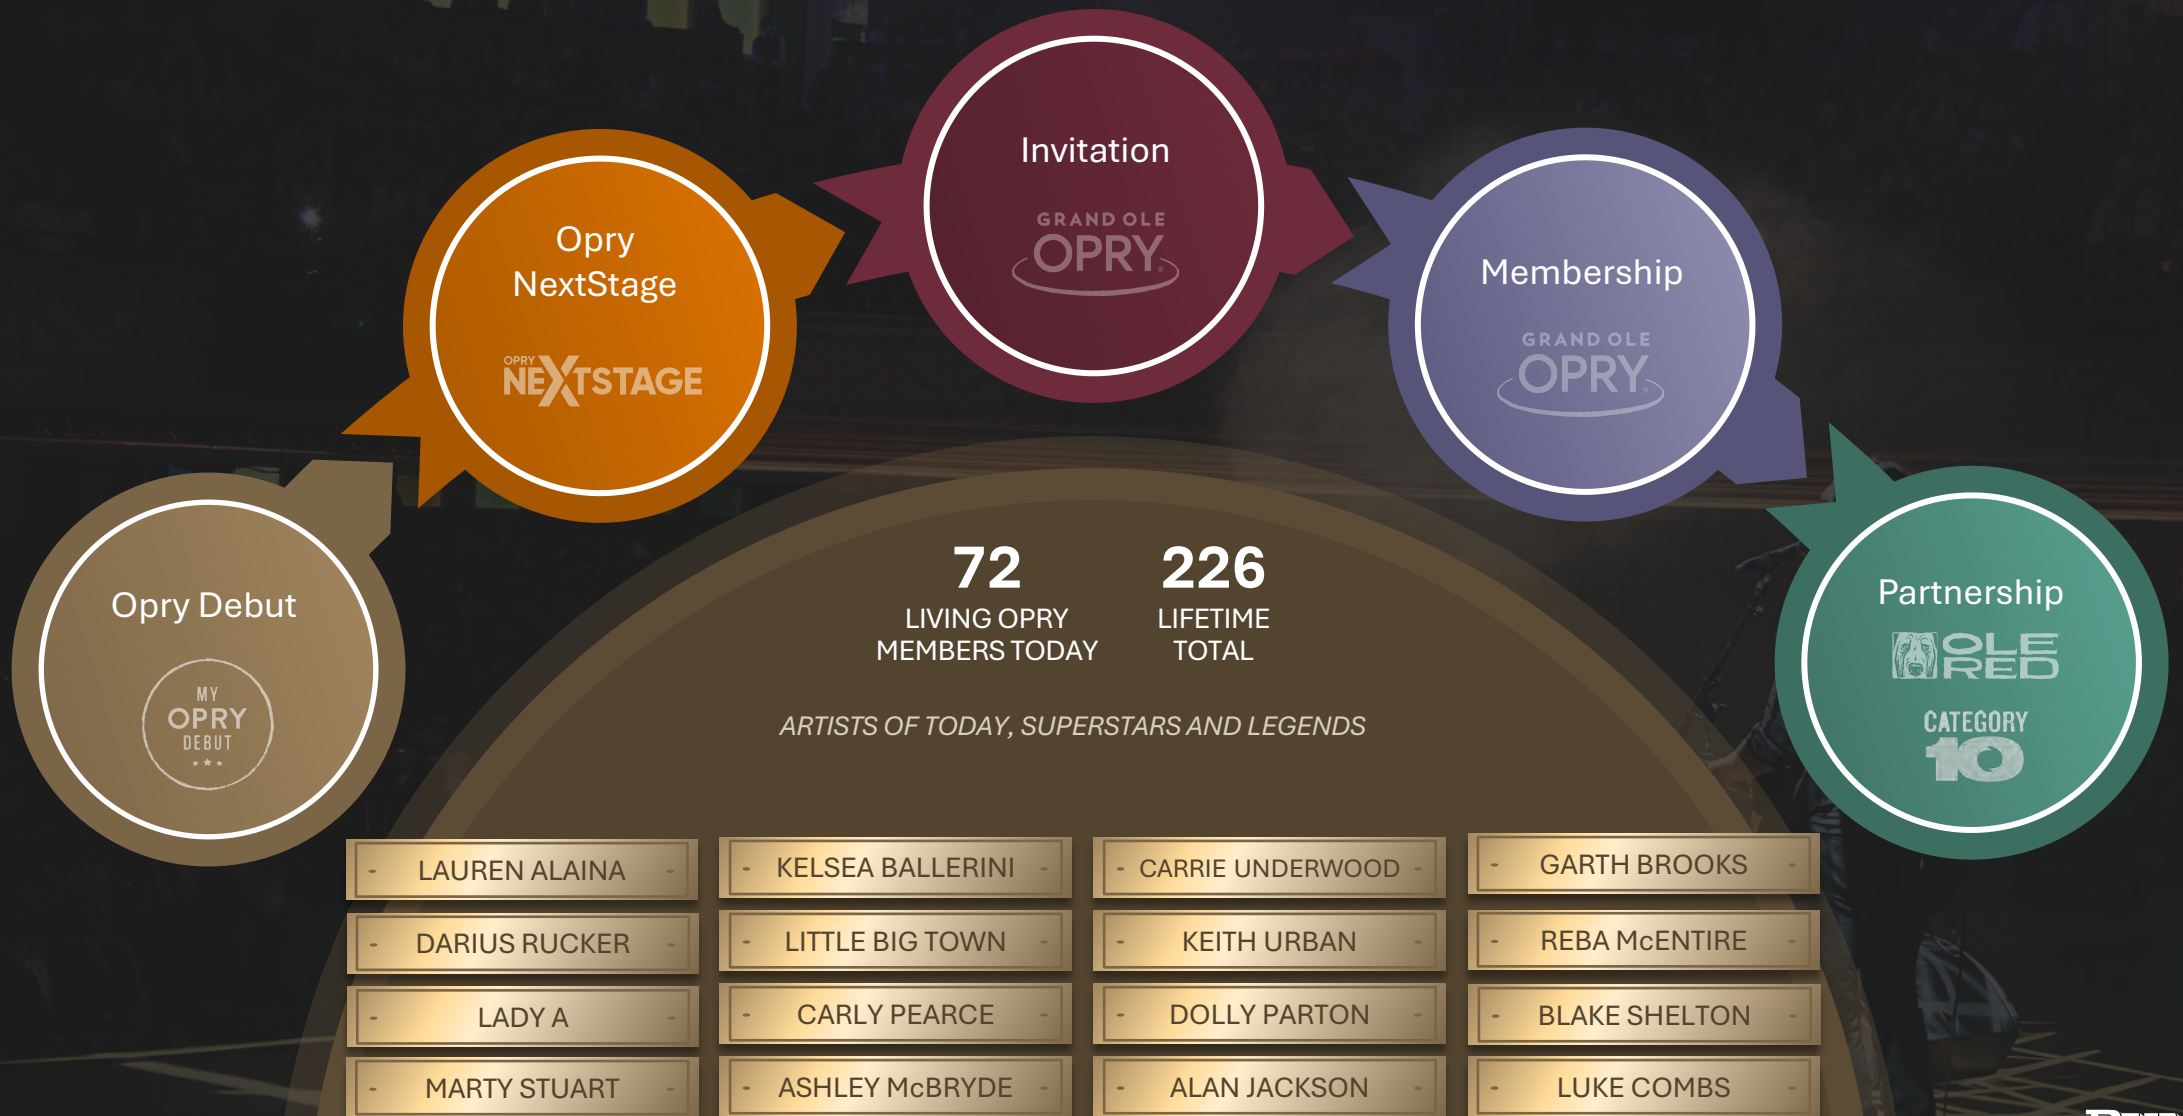 Invitation
GRAND OLE
OPRY
Opry
NextStage
OPRY
NEXTSTAGE
Membership
GRAND OLE
OPRY
Opry Debut
MY
OPRY
DEBUT
Partnership
OLE
RED
CATEGORY
10
72
LIVING OPRY
MEMBERS TODAY
226
LIFETIME
TOTAL
ARTISTS OF TODAY, SUPERSTARS AND LEGENDS
LAUREN ALAINA
KELSEA BALLERINI
CARRIE UNDERWOOD
GARTH BROOKS
DARIUS RUCKER
LITTLE BIG TOWN
KEITH URBAN
REBA McENTIRE
LADY A
CARLY PEARCE
DOLLY PARTON
BLAKE SHELTON
MARTY STUART
ASHLEY McBRYDE
ALAN JACKSON
LUKE COMBS